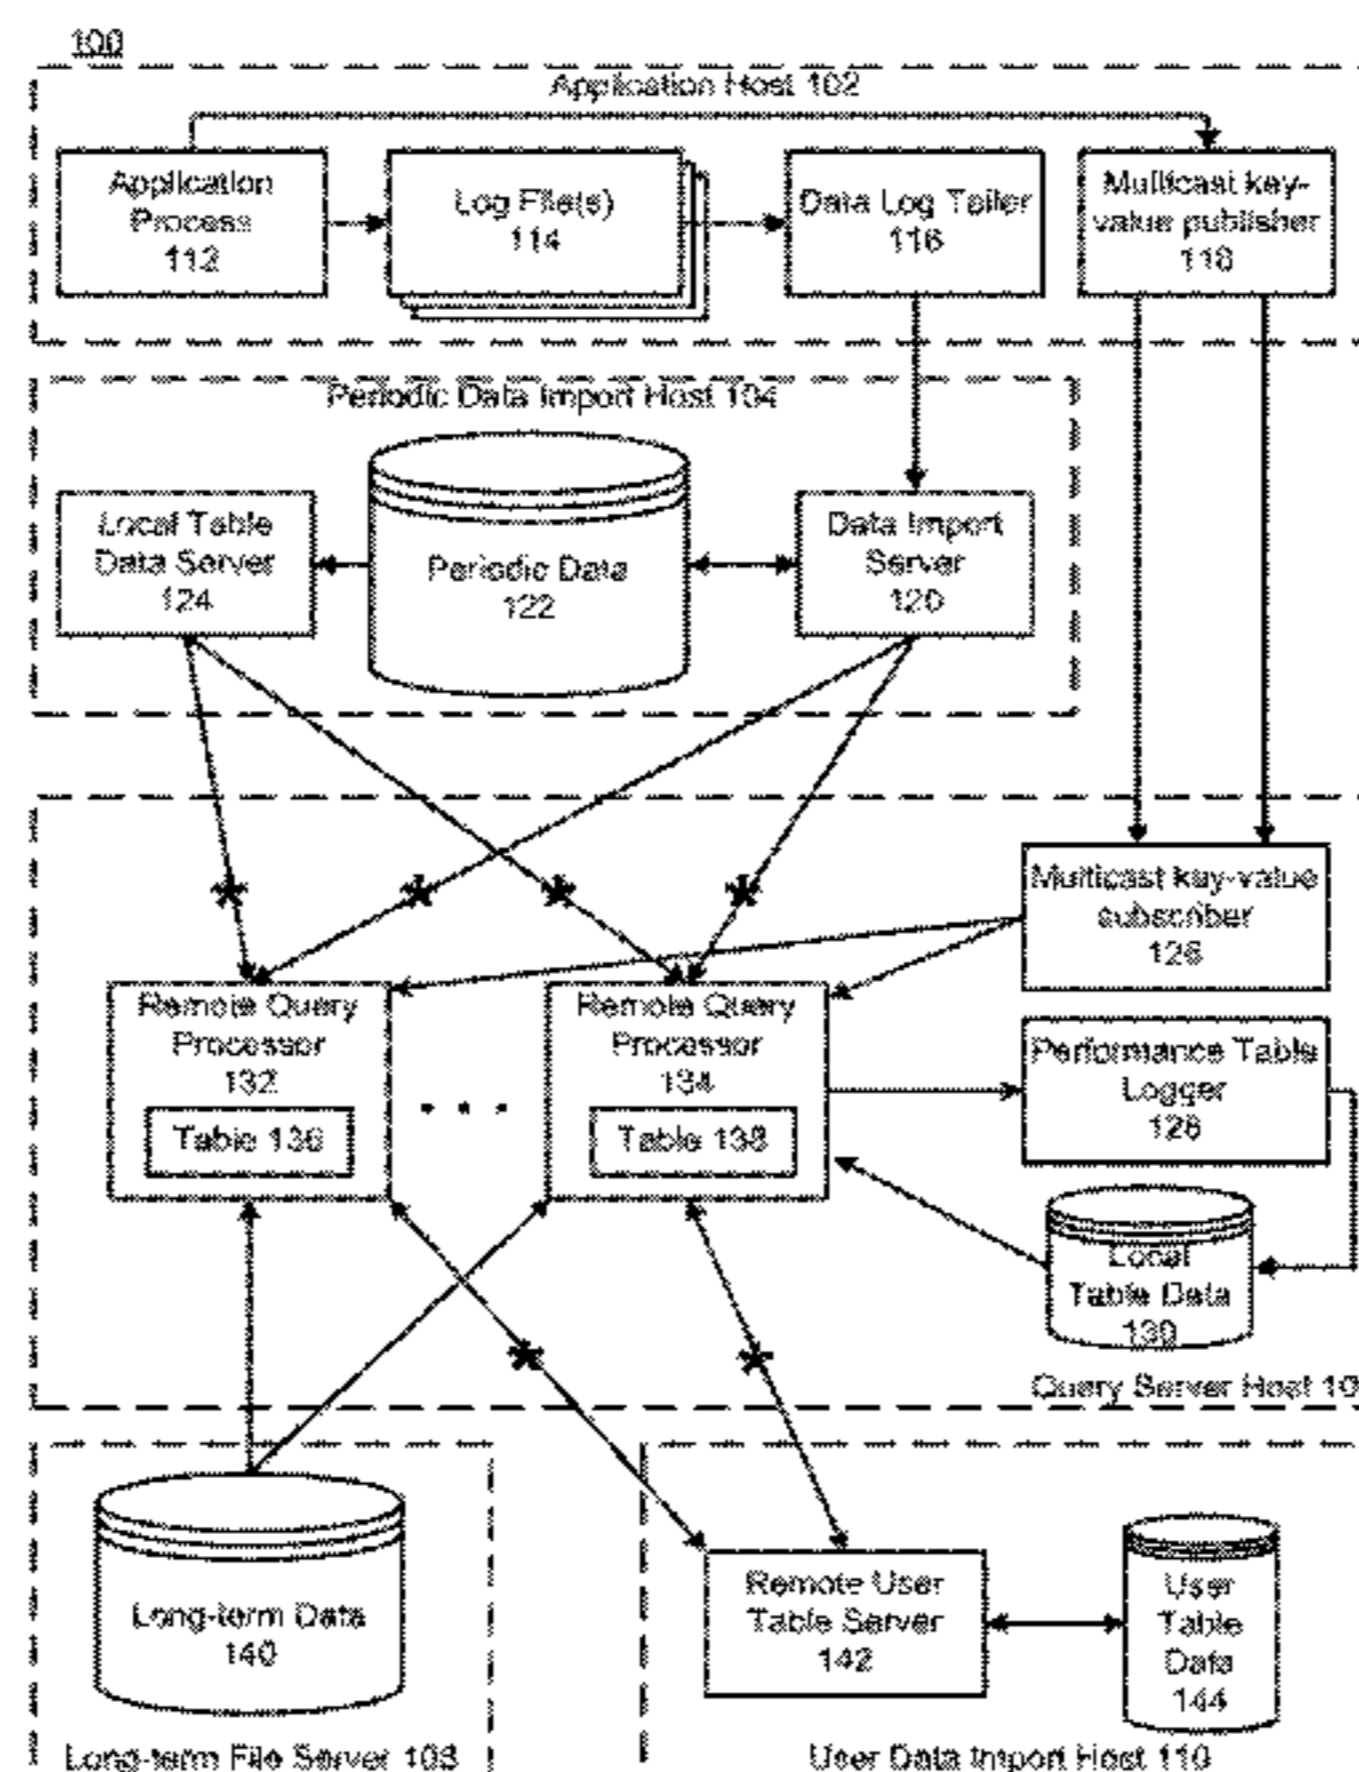 100
Application Host 102
Application
Process
112
Log File(s)
114
Data Log Tailer
116
Multicast key-
value publisher
118
Periodic Data Import Host 104
Local Table
Data Server
124
Periodic Data
122
Data Import
Server
120
Multicast key-value
subscriber
126
Remote Query
Processor
132
Table 136
. . .
Remote Query
Processor
134
Table 138
Performance Table
Logger
128
Local
Table Data
130
Query Server Host 10
Long-term Data
140
Long-term File Server 108
Remote User
Table Server
142
User
Table
Data
144
User Data Import Host 110